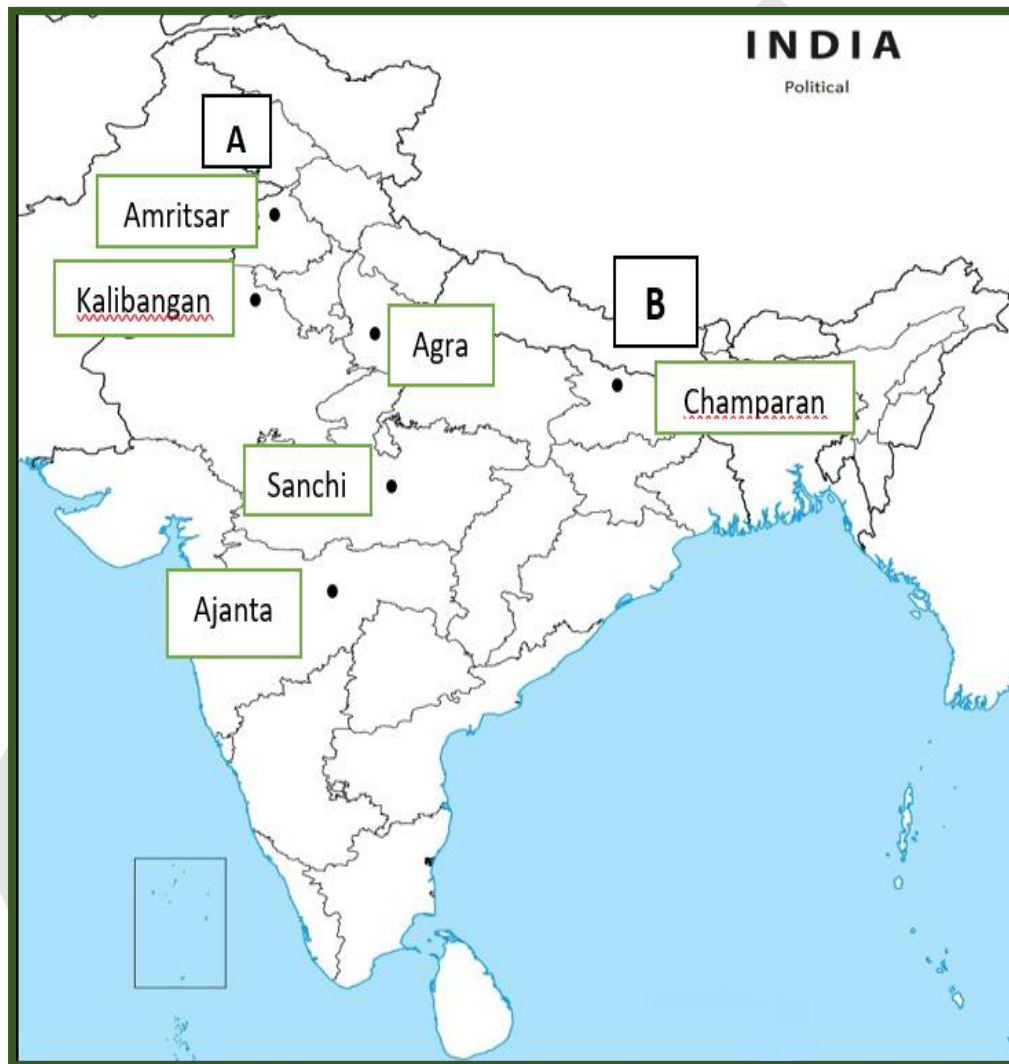 INDIA
Political
A
Amritsar
Kalibangan
B
Agra
Champaran
Sanchi
Ajanta